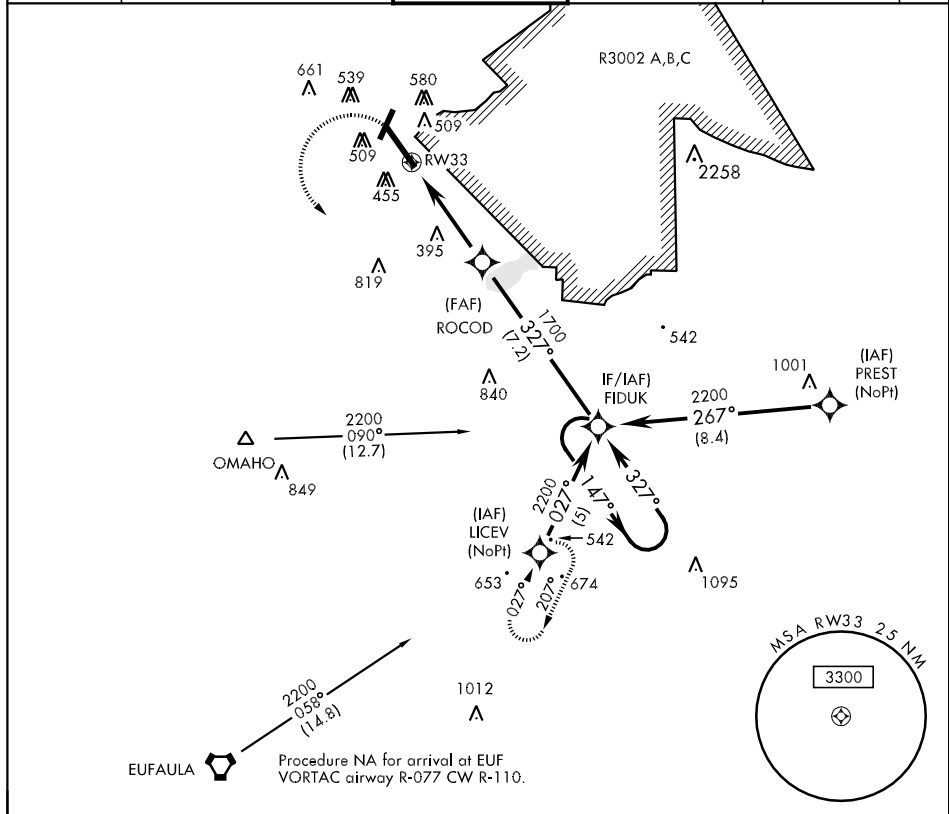 R3002 A,B,C
661
539
580
509
509
RW33
2258
455
395
819
(FAF)
ROCOD
1700
327°
(7.2)
542
840
IF/IAF)
FIDUK
1001
(IAF)
PREST
(NoPt)
2200
267°
(8.4)
2200
090°
(12.7)
OMAHO
849
(IAF)
LICEV
(NoPt)
2200
027°
(5)
147°
327°
542
653
674
027°
207°
1095
MSA RW33 25 NM
3300
1012
2200
058°
(14.8)
EUFAULA
Procedure NA for arrival at EUF
VORTAC airway R-077 CW R-110.